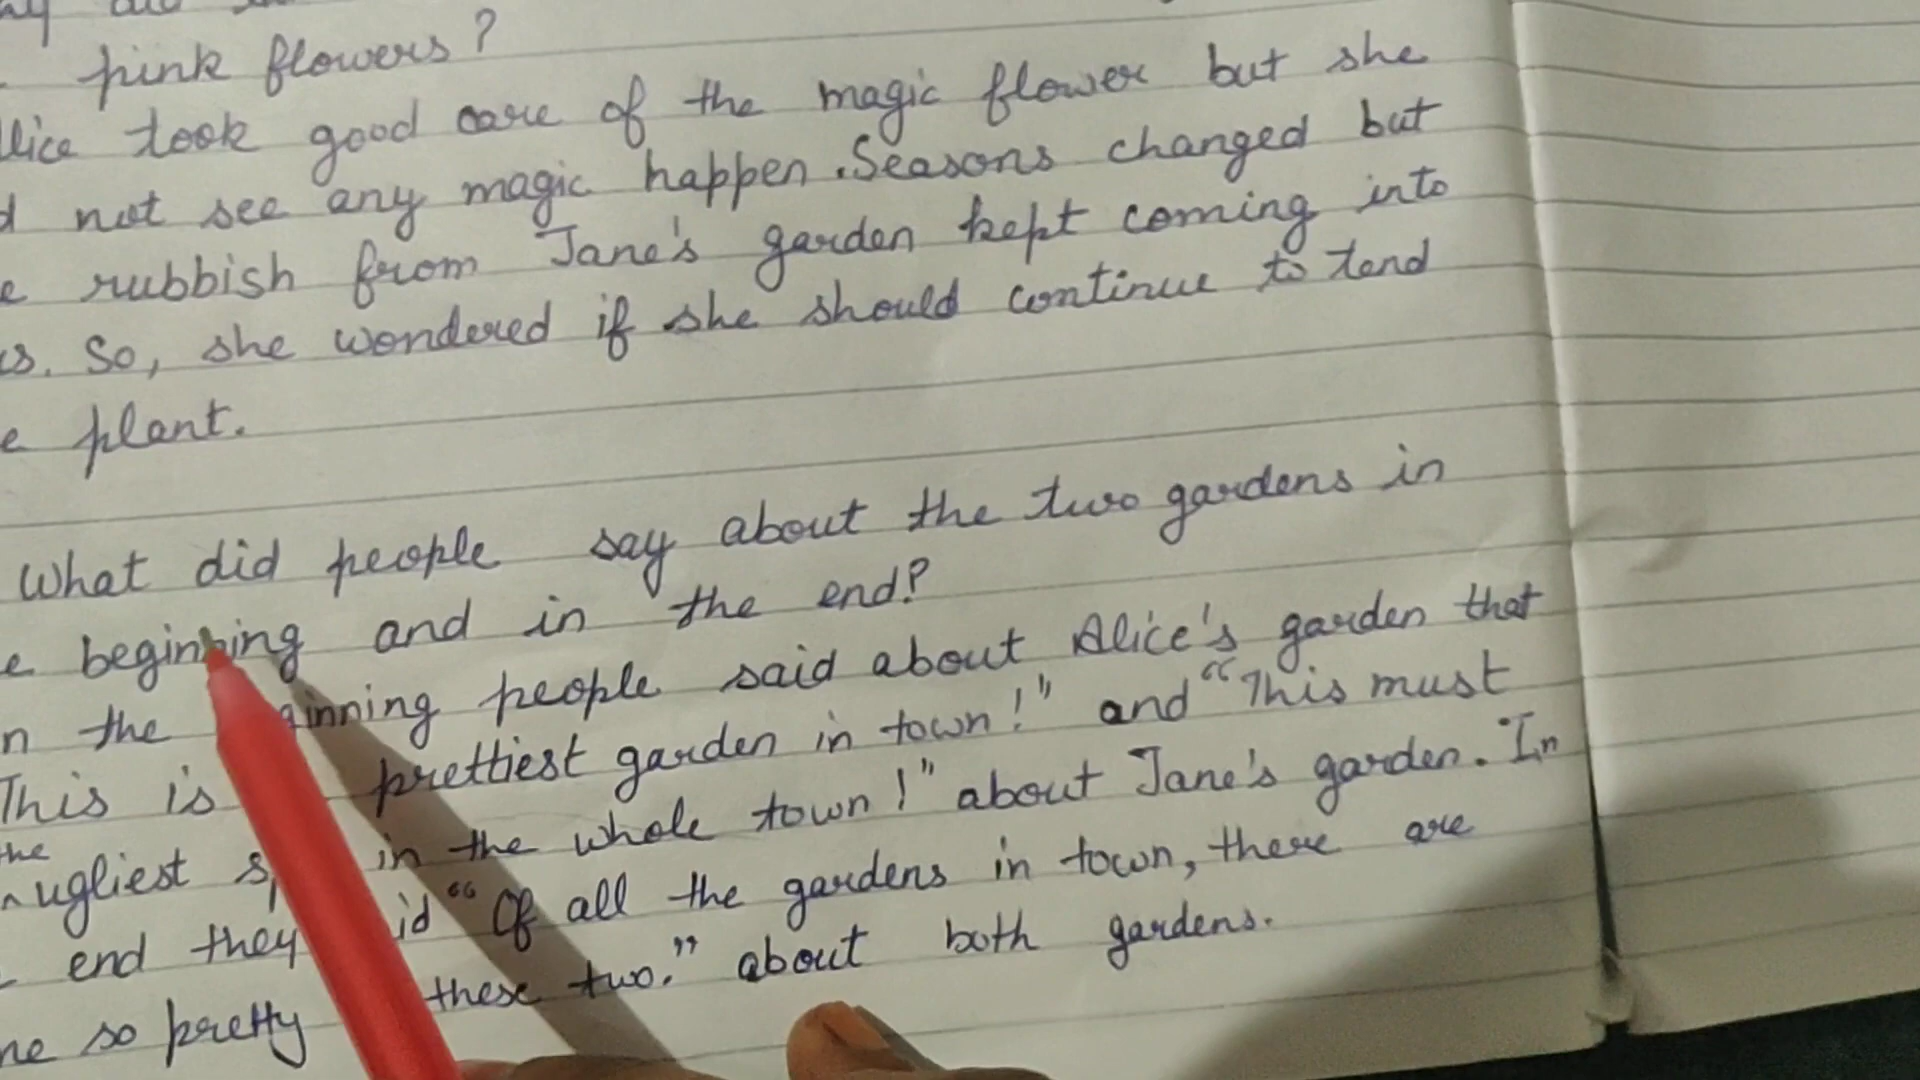 pink flowers?
took good care of the magic flower but she
not see any magic happen. Seasons changed but
rubbish from Jane's garden kept coming into
So, she wondered if she should continue to tend
plant.
What did people say about the two gardens in
beginning and in the end?
the people said about Alice's garden that
This is prettiest garden in town!" and "This must
the
ugliest in the whole town!" about Jane's garden. In
end they "Of all the gardens in town, there are
so pretty these two." about both gardens.